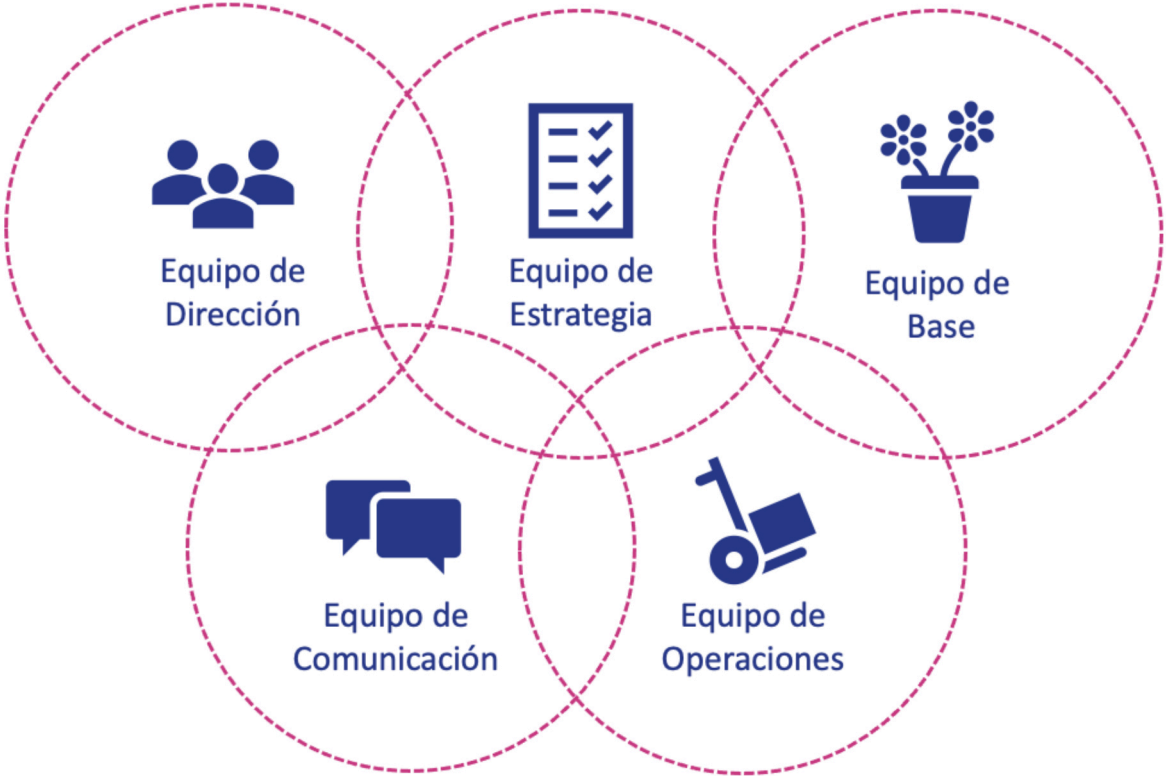 Equipo de
Dirección
Equipo de
Estrategia
Equipo de
Base
Equipo de
Comunicación
Equipo de
Operaciones